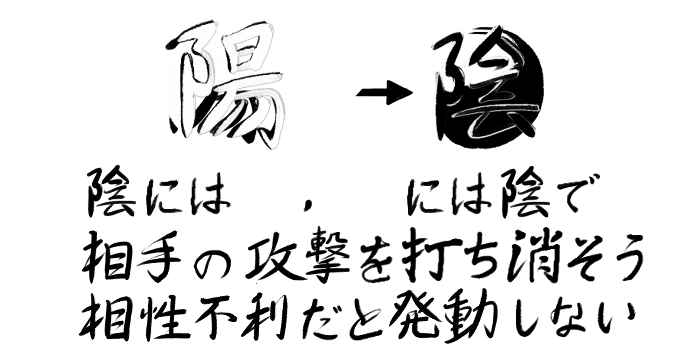 陽→陰
陰には　，　には陰で
相手の攻撃を打ち消そう
相性不利だと発動しない